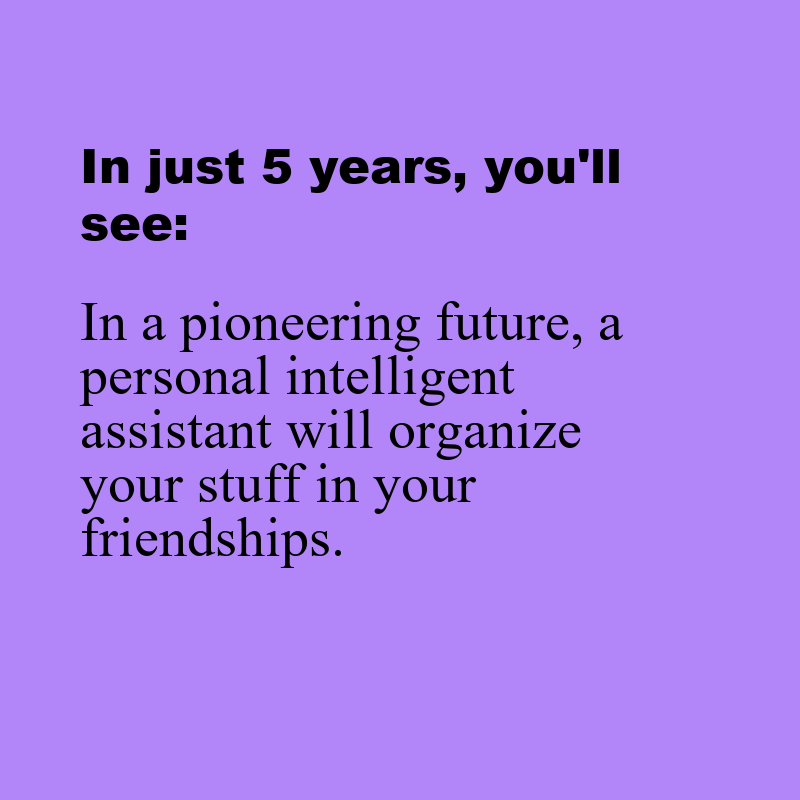 In just 5 years, you'll
see:
In a pioneering future, a
personal intelligent
assistant will organize
your stuff in your
friendships.